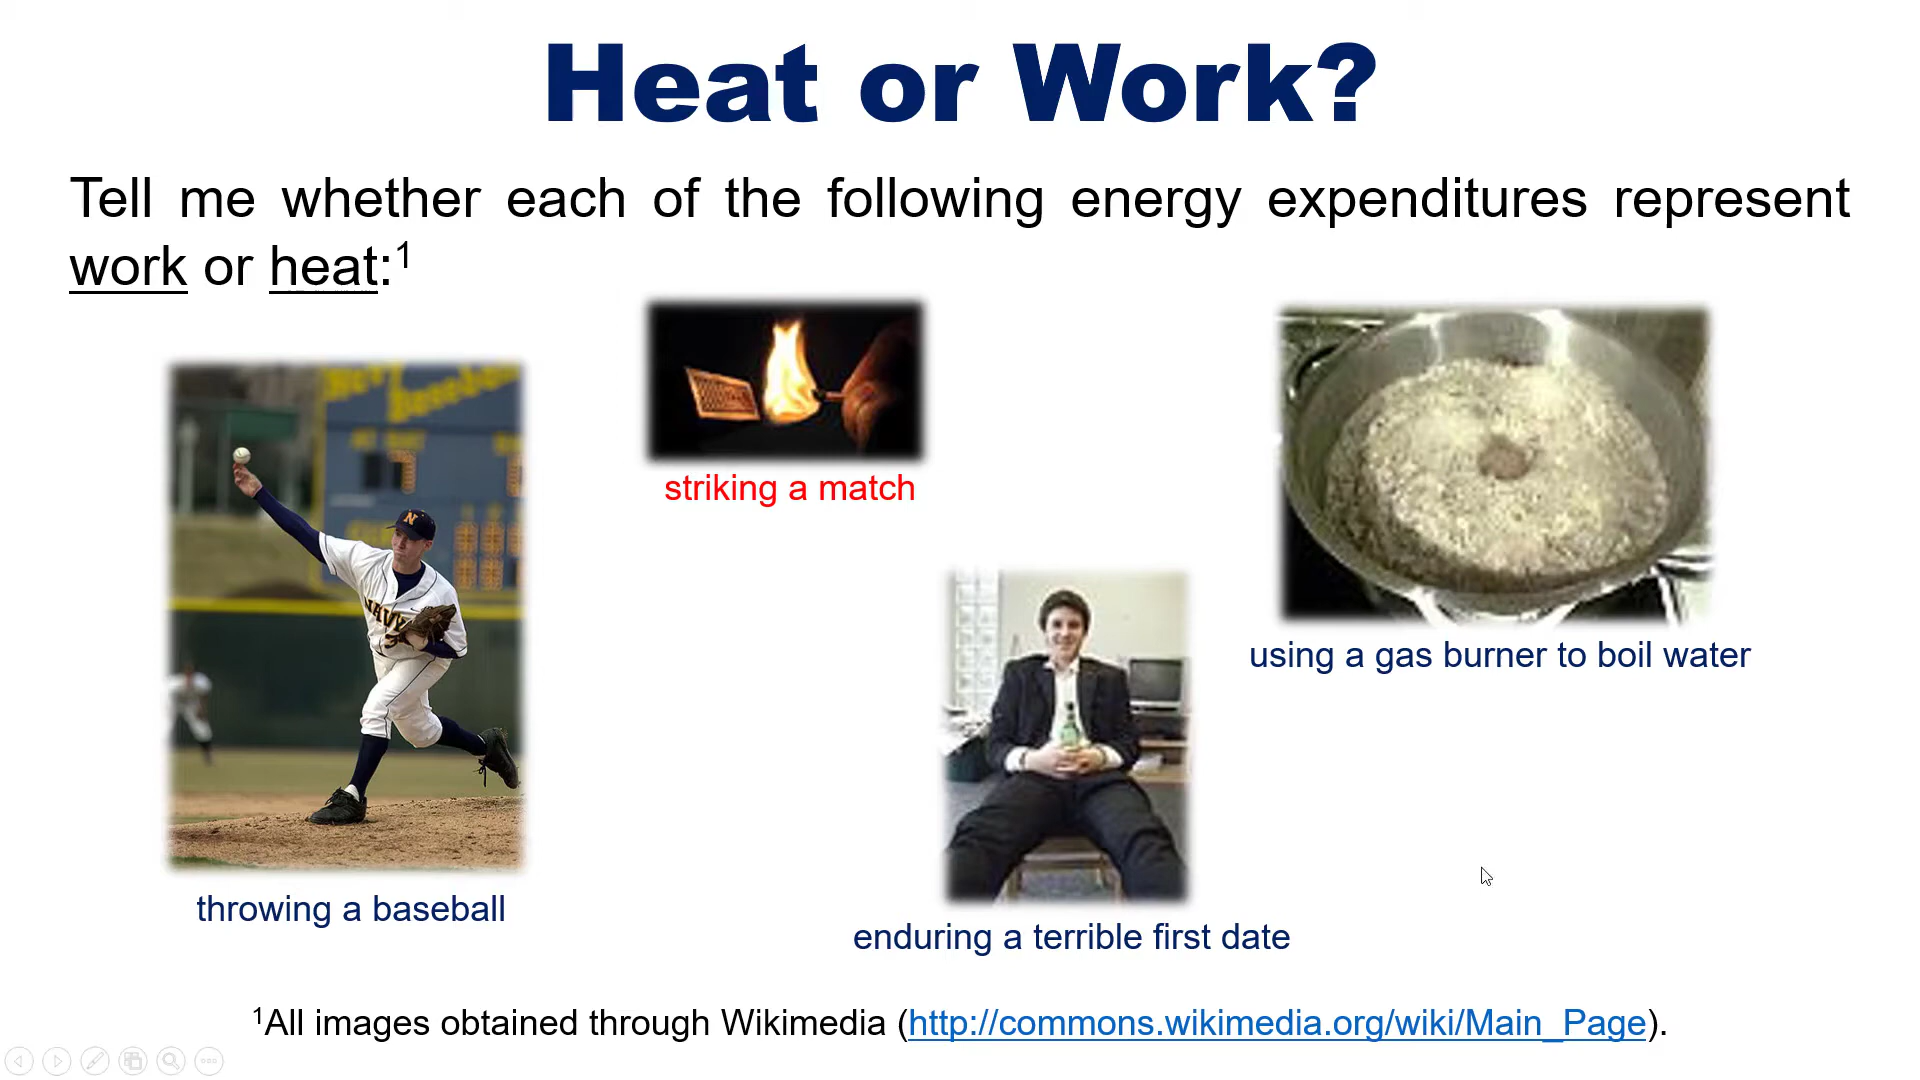 Heat or Work?
Tell me whether each of the following energy expenditures represent
work or heat:¹
striking a match
using a gas burner to boil water
throwing a baseball
enduring a terrible first date
¹All images obtained through Wikimedia (http://commons.wikimedia.org/wiki/Main_Page).
N
NAVY